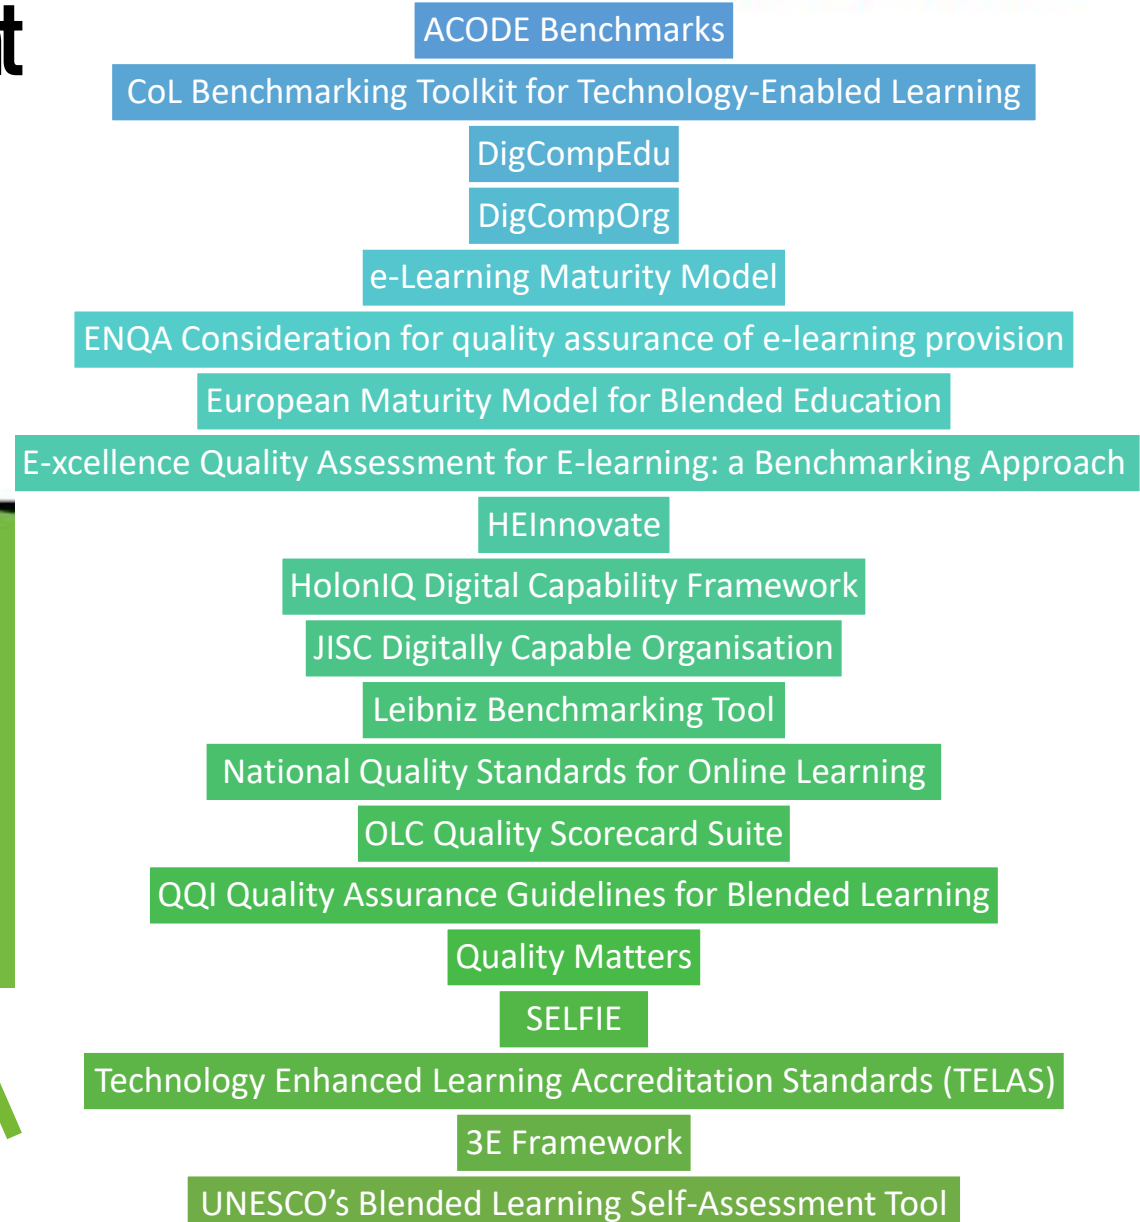 ACODE Benchmarks
CoL Benchmarking Toolkit for Technology-Enabled Learning
DigCompEdu
DigCompOrg
e-Learning Maturity Model
ENQA Consideration for quality assurance of e-learning provision
European Maturity Model for Blended Education
E-xcellence Quality Assessment for E-learning: a Benchmarking Approach
HEInnovate
HolonIQ Digital Capability Framework
JISC Digitally Capable Organisation
Leibniz Benchmarking Tool
National Quality Standards for Online Learning
OLC Quality Scorecard Suite
QQI Quality Assurance Guidelines for Blended Learning
Quality Matters
SELFIE
Technology Enhanced Learning Accreditation Standards (TELAS)
3E Framework
UNESCO's Blended Learning Self-Assessment Tool